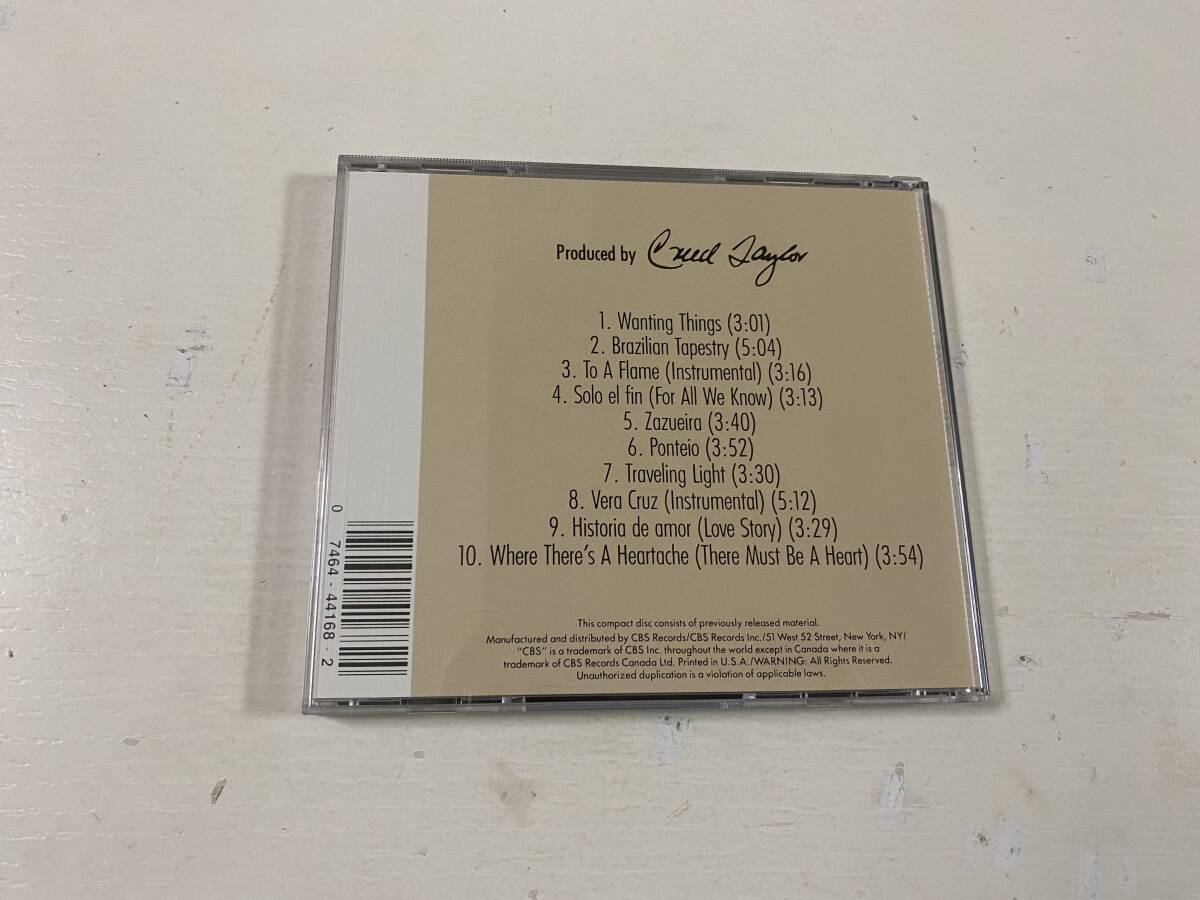 Produced by Creed Taylor
1. Wanting Things (3:01)
2. Brazilian Tapestry (5:04)
3. To A Flame (Instrumental) (3:16)
4. Solo el fin (For All We Know) (3:13)
5. Zazueira (3:40)
6. Ponteio (3:52)
7. Traveling Light (3:30)
8. Vera Cruz (Instrumental) (5:12)
9. Historia de amor (Love Story) (3:29)
10. Where There's A Heartache (There Must Be A Heart) (3:54)
This compact disc consists of previously released material.
Manufactured and distributed by CBS Records/CBS Records Inc./51 West 52 Street, New York, NY/
"CBS" is a trademark of CBS Inc. throughout the world except in Canada where it is a
trademark of CBS Records Canada Ltd. Printed in U.S.A./WARNING: All Rights Reserved.
Unauthorized duplication is a violation of applicable laws.
0 7464-44168-2